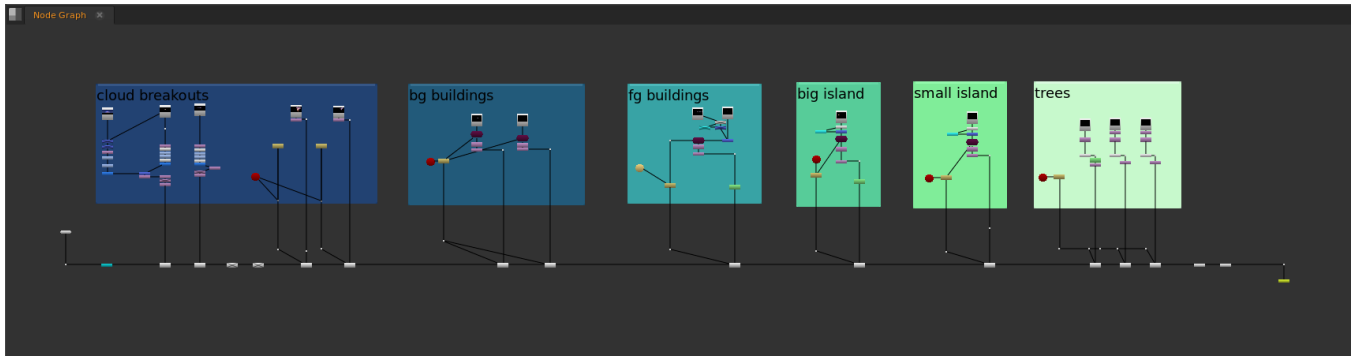 Node Graph
cloud breakouts
bg buildings
fg buildings
big island
small island
trees